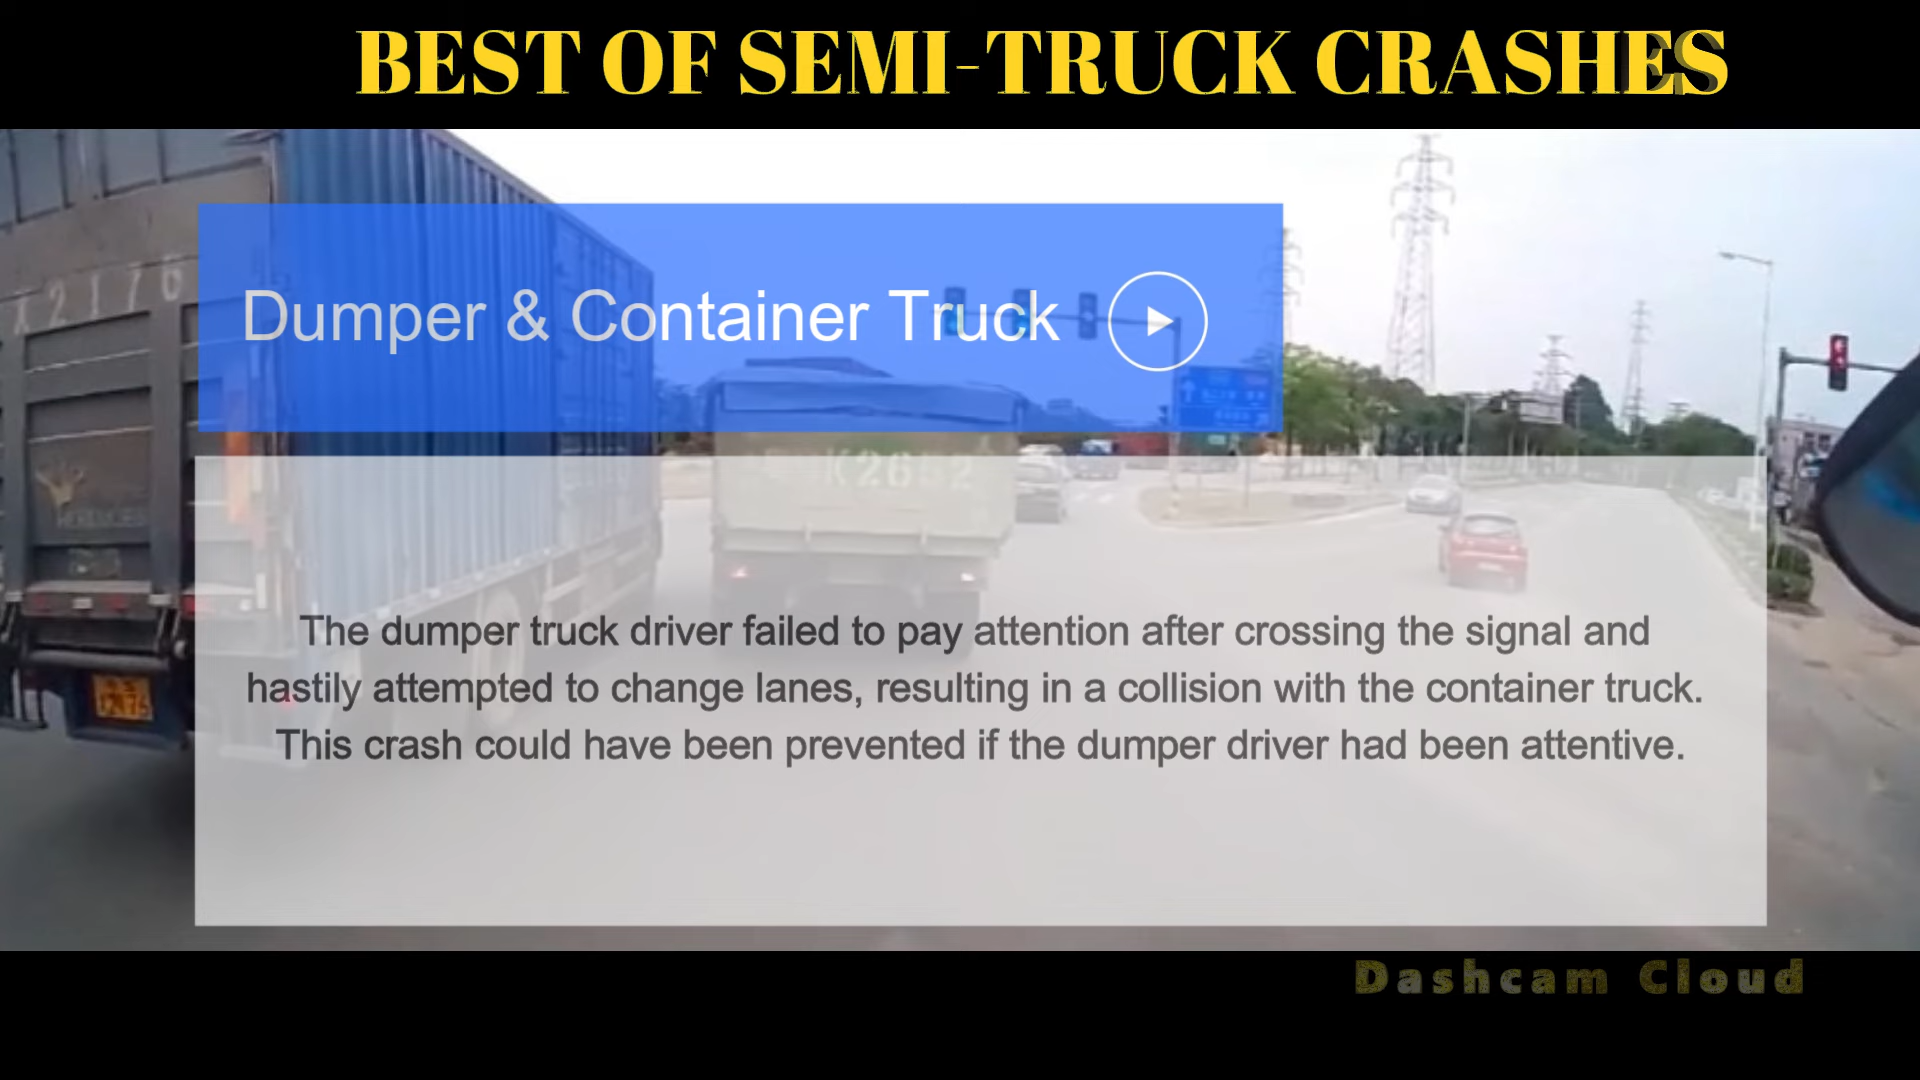 BEST OF SEMI-TRUCK CRASHES
X2176
Dumper & Container Truck
K2652
The dumper truck driver failed to pay attention after crossing the signal and
hastily attempted to change lanes, resulting in a collision with the container truck.
This crash could have been prevented if the dumper driver had been attentive.
Dashcam Cloud